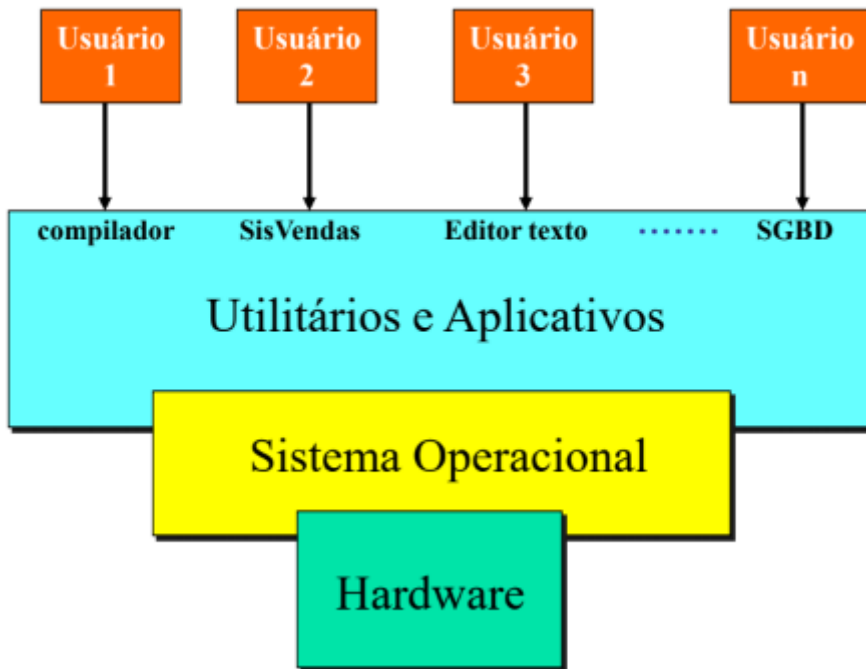 Usuário Usuário Usuário Usuário
1 2 3 n
compilador SisVendas Editor texto ....... SGBD
Utilitários e Aplicativos
Sistema Operacional
Hardware